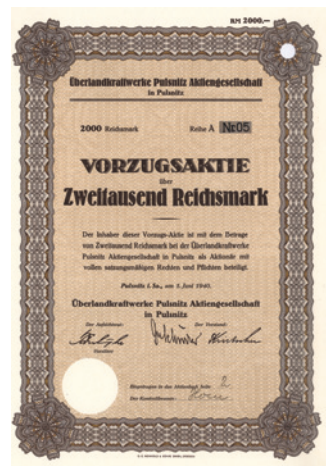 RM 2000.—
Überlandkraftwerke Pulsnitz Aktiengesellschaft
in Pulsnitz
2000 Reichsmark Reihe A Nr. 05
VORZUGSAKTIE
über
Zweitausend Reichsmark
Der Inhaber dieser Vorzugs-Aktie ist mit dem Betrage
von Zweitausend Reichsmark bei der Überlandkraftwerke
Pulsnitz Aktiengesellschaft in Pulsnitz als Aktionär mit
vollen satzungsmäßigen Rechten und Pflichten beteiligt.
Pulsnitz i. Sa., am 5. Juni 1940.
Überlandkraftwerke Pulsnitz Aktiengesellschaft
in Pulsnitz
Der Aufsichtsrat: Der Vorstand:
Vorsitzer
Eingetragen in das Aktienbuch Seite 2
Der Kontrollbeamte: